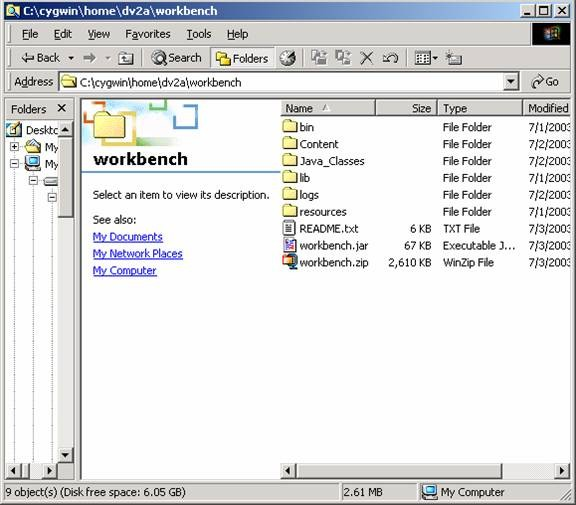 C:\cygwin\home\dv2a\workbench
File Edit View Favorites Tools Help
Back Search Folders
Address C:\cygwin\home\dv2a\workbench Go
Folders
Name Size Type Modified
Deskto
My
My
workbench
Select an item to view its description.
See also:
My Documents
My Network Places
My Computer
bin File Folder 7/1/2003
Content File Folder 7/2/2003
Java_Classes File Folder 7/2/2003
lib File Folder 7/1/2003
logs File Folder 7/2/2003
resources File Folder 7/1/2003
README.txt 6 KB TXT File 7/3/2003
workbench.jar 67 KB Executable J... 7/3/2003
workbench.zip 2,610 KB WinZip File 7/3/2003
9 object(s) (Disk free space: 6.05 GB) 2.61 MB My Computer